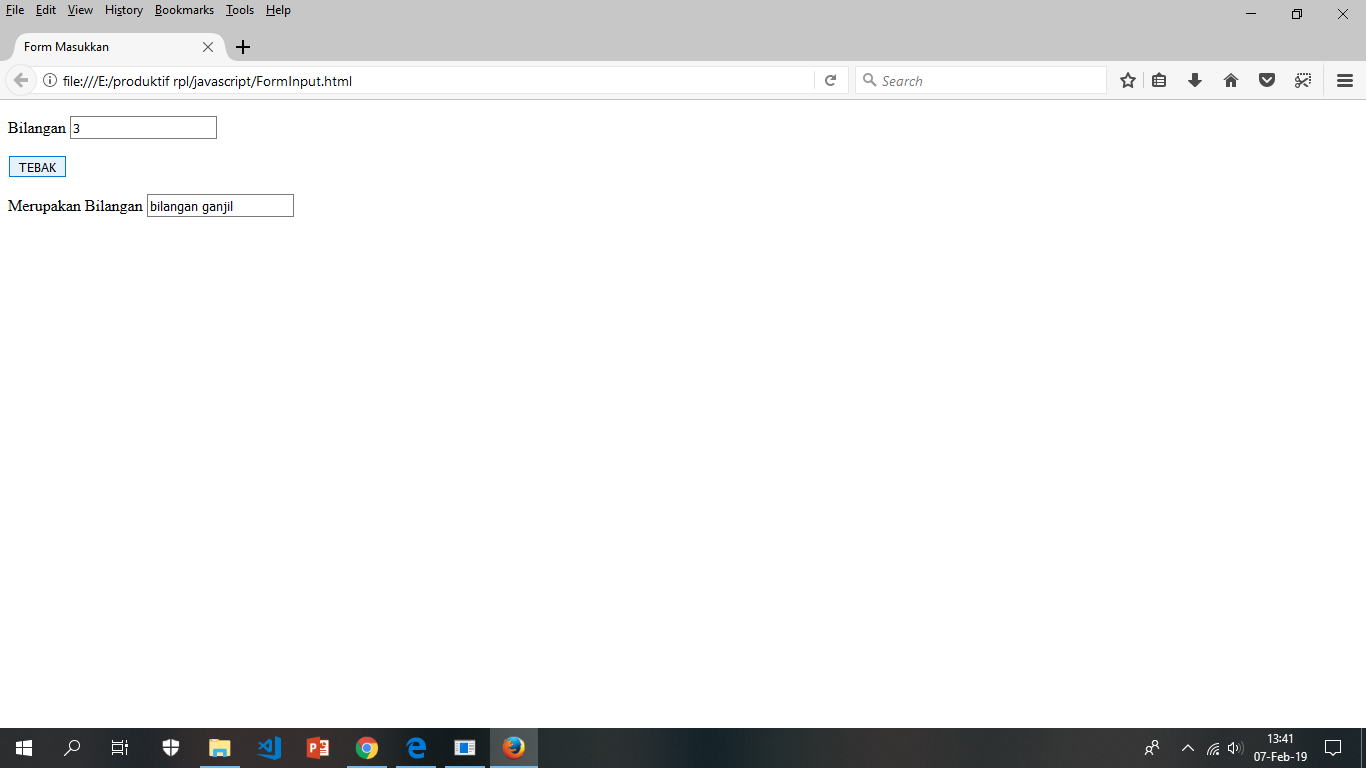 File Edit View History Bookmarks Tools Help
Form Masukkan
file:///E:/produktif rpl/javascript/FormInput.html
Search
Bilangan 3
TEBAK
Merupakan Bilangan bilangan ganjil
13:41
07-Feb-19